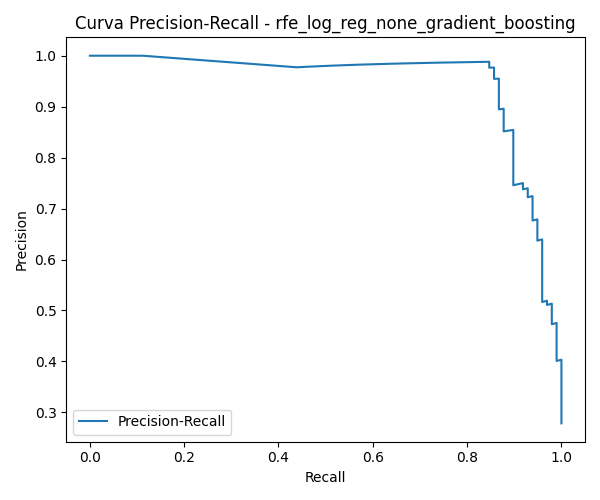 Curva Precision-Recall - rfe_log_reg_none_gradient_boosting
1.0
0.9
0.8
0.7
0.6
0.5
0.4
0.3
Precision
Precision-Recall
0.0 0.2 0.4 0.6 0.8 1.0
Recall